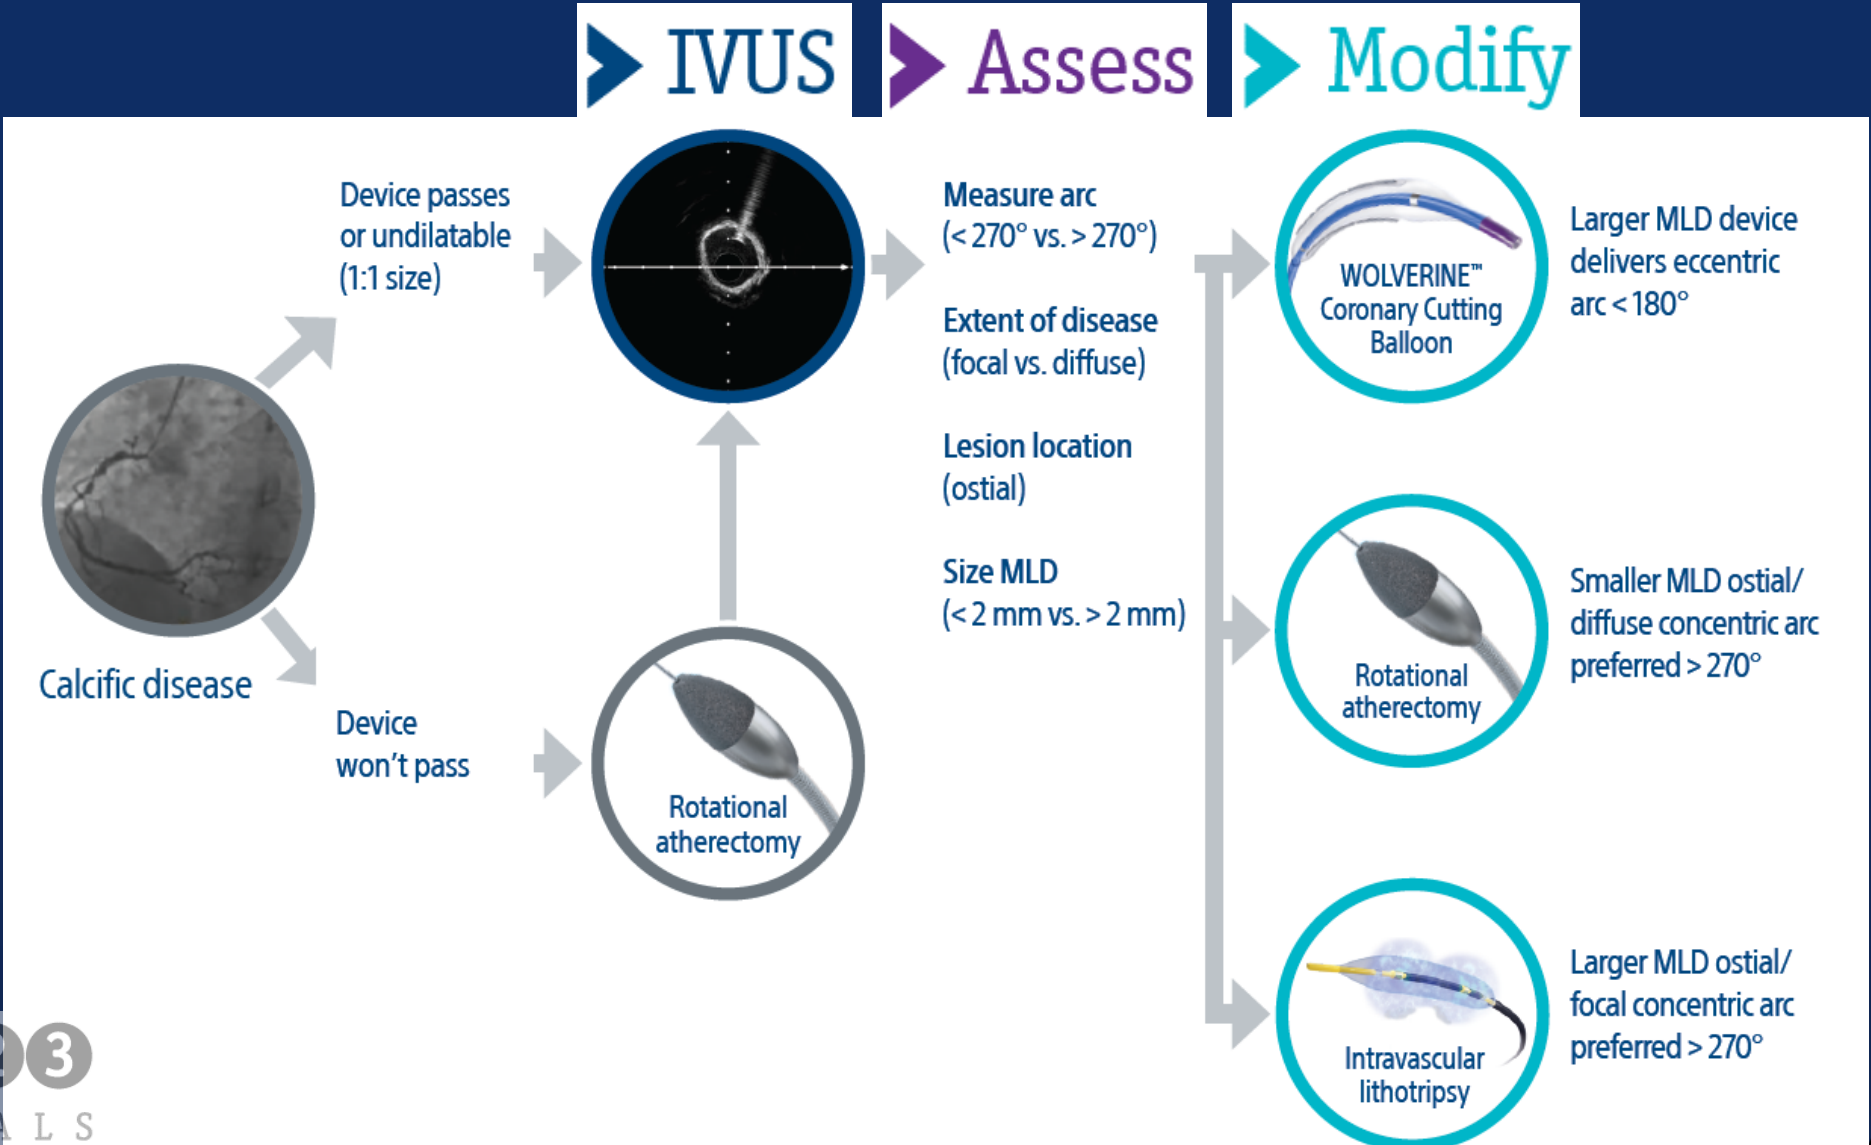 IVUS
Assess
Modify
Device passes
or undilatable
(1:1 size)
Calcific disease
Device
won't pass
Rotational
atherectomy
Measure arc
(< 270° vs. > 270°)
Extent of disease
(focal vs. diffuse)
Lesion location
(ostial)
Size MLD
(< 2 mm vs. > 2 mm)
WOLVERINE™
Coronary Cutting
Balloon
Larger MLD device
delivers eccentric
arc < 180°
Rotational
atherectomy
Smaller MLD ostial/
diffuse concentric arc
preferred > 270°
Intravascular
lithotripsy
Larger MLD ostial/
focal concentric arc
preferred > 270°
3
A L S